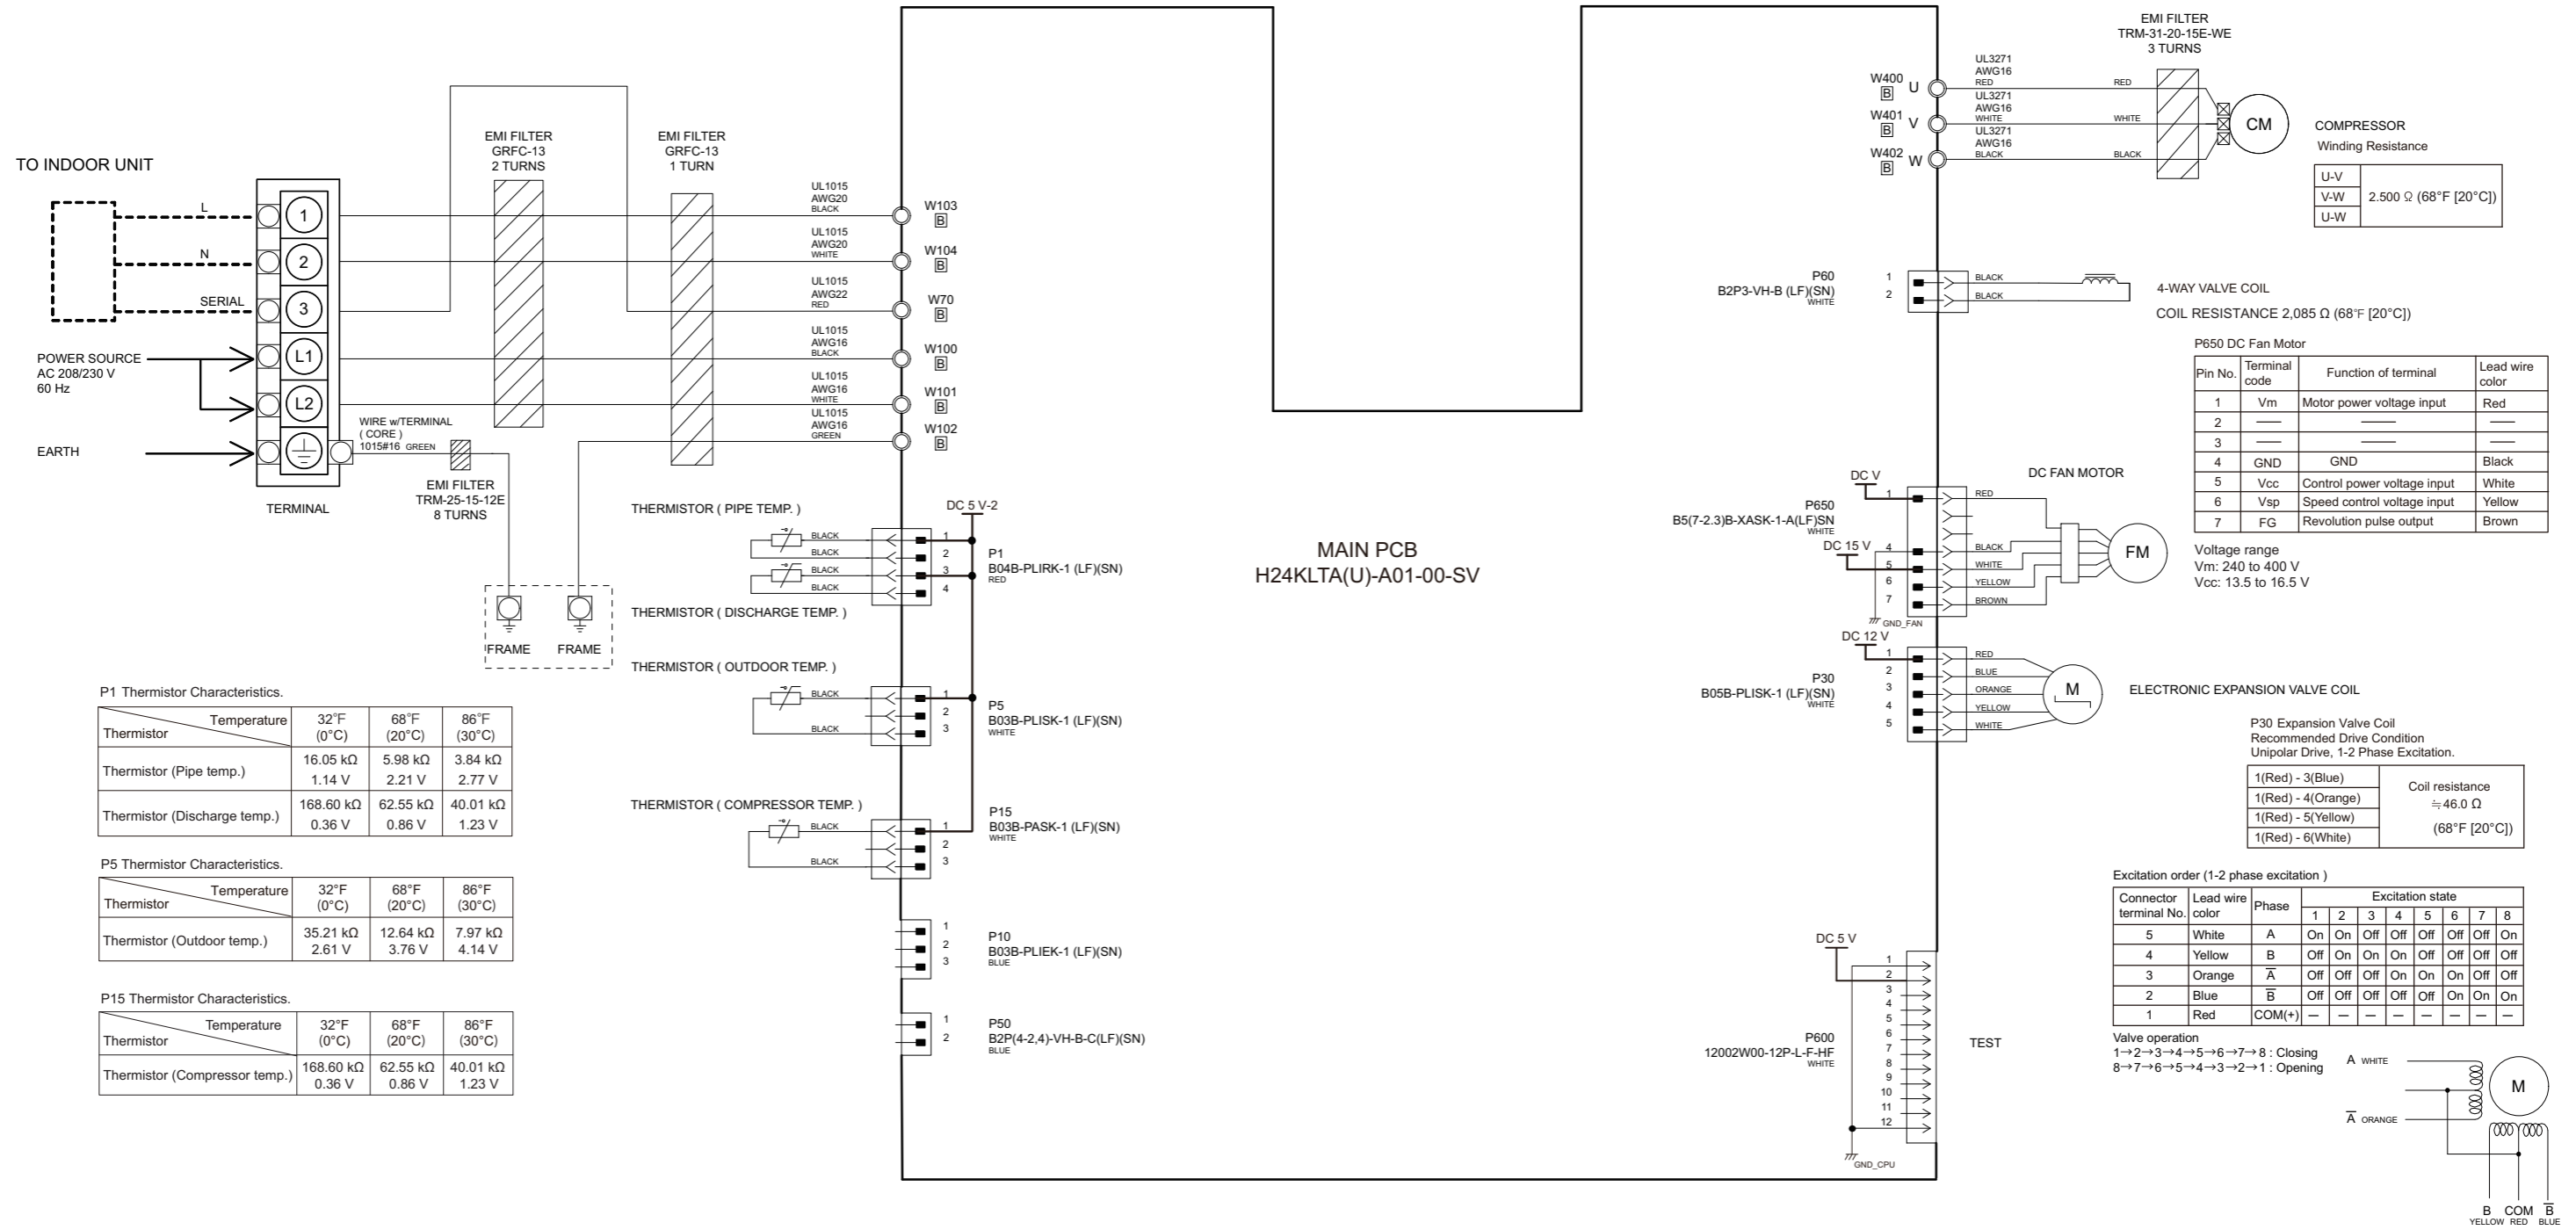 TO INDOOR UNIT
L
N
SERIAL
POWER SOURCE
AC 208/230 V
60 Hz
EARTH
1
2
3
L1
L2
TERMINAL
WIRE w/TERMINAL
( CORE )
1015#16 GREEN
EMI FILTER
TRM-25-15-12E
8 TURNS
EMI FILTER
GRFC-13
2 TURNS
EMI FILTER
GRFC-13
1 TURN
FRAME
FRAME
UL1015
AWG20
BLACK
W103
B
UL1015
AWG20
WHITE
W104
B
UL1015
AWG22
RED
W70
B
UL1015
AWG16
BLACK
W100
B
UL1015
AWG16
WHITE
W101
B
UL1015
AWG16
GREEN
W102
B
DC 5 V-2
THERMISTOR ( PIPE TEMP. )
BLACK
BLACK
BLACK
BLACK
THERMISTOR ( DISCHARGE TEMP. )
1
2
3
4
P1
B04B-PLIRK-1 (LF)(SN)
RED
THERMISTOR ( OUTDOOR TEMP. )
BLACK
BLACK
1
2
3
P5
B03B-PLISK-1 (LF)(SN)
WHITE
THERMISTOR ( COMPRESSOR TEMP. )
BLACK
BLACK
1
2
3
P15
B03B-PASK-1 (LF)(SN)
WHITE
1
2
3
P10
B03B-PLIEK-1 (LF)(SN)
BLUE
1
2
P50
B2P(4-2,4)-VH-B-C(LF)(SN)
BLUE
MAIN PCB
H24KLTA(U)-A01-00-SV
P1 Thermistor Characteristics.
Temperature
Thermistor
32°F (0°C) 68°F (20°C) 86°F (30°C)
Thermistor (Pipe temp.)
16.05 kΩ 5.98 kΩ 3.84 kΩ
1.14 V 2.21 V 2.77 V
Thermistor (Discharge temp.)
168.60 kΩ 62.55 kΩ 40.01 kΩ
0.36 V 0.86 V 1.23 V
P5 Thermistor Characteristics.
Temperature
Thermistor
32°F (0°C) 68°F (20°C) 86°F (30°C)
Thermistor (Outdoor temp.)
35.21 kΩ 12.64 kΩ 7.97 kΩ
2.61 V 3.76 V 4.14 V
P15 Thermistor Characteristics.
Temperature
Thermistor
32°F (0°C) 68°F (20°C) 86°F (30°C)
Thermistor (Compressor temp.)
168.60 kΩ 62.55 kΩ 40.01 kΩ
0.36 V 0.86 V 1.23 V
EMI FILTER
TRM-31-20-15E-WE
3 TURNS
W400
B
U
UL3271
AWG16
RED
RED
W401
B
V
UL3271
AWG16
WHITE
WHITE
W402
B
W
UL3271
AWG16
BLACK
BLACK
CM
COMPRESSOR
Winding Resistance
U-V
V-W
U-W
2.500 Ω (68°F [20°C])
P60
B2P3-VH-B (LF)(SN)
WHITE
1
2
BLACK
BLACK
4-WAY VALVE COIL
COIL RESISTANCE 2,085 Ω (68°F [20°C])
P650 DC Fan Motor
Pin No. Terminal code Function of terminal Lead wire color
1 Vm Motor power voltage input Red
2 — — —
3 — — —
4 GND GND Black
5 Vcc Control power voltage input White
6 Vsp Speed control voltage input Yellow
7 FG Revolution pulse output Brown
Voltage range
Vm: 240 to 400 V
Vcc: 13.5 to 16.5 V
DC FAN MOTOR
DC V
P650
B5(7-2.3)B-XASK-1-A(LF)SN
WHITE
DC 15 V
1
4
5
6
7
RED
BLACK
WHITE
YELLOW
BROWN
FM
GND_FAN
DC 12 V
P30
B05B-PLISK-1 (LF)(SN)
WHITE
1
2
3
4
5
RED
BLUE
ORANGE
YELLOW
WHITE
M
ELECTRONIC EXPANSION VALVE COIL
P30 Expansion Valve Coil
Recommended Drive Condition
Unipolar Drive, 1-2 Phase Excitation.
1(Red) - 3(Blue)
1(Red) - 4(Orange)
1(Red) - 5(Yellow)
1(Red) - 6(White)
Coil resistance
≒46.0 Ω
(68°F [20°C])
Excitation order (1-2 phase excitation )
Connector terminal No. Lead wire color Phase Excitation state
1 2 3 4 5 6 7 8
5 White A On On Off Off Off Off Off On
4 Yellow B Off On On On Off Off Off Off
3 Orange A̅ Off Off Off On On On Off Off
2 Blue B̅ Off Off Off Off Off On On On
1 Red COM(+) — — — — — — — —
Valve operation
1→2→3→4→5→6→7→8 : Closing
8→7→6→5→4→3→2→1 : Opening
DC 5 V
P600
12002W00-12P-L-F-HF
WHITE
1
2
3
4
5
6
7
8
9
10
11
12
TEST
GND_CPU
A WHITE
A̅ ORANGE
M
B COM B̅
YELLOW RED BLUE